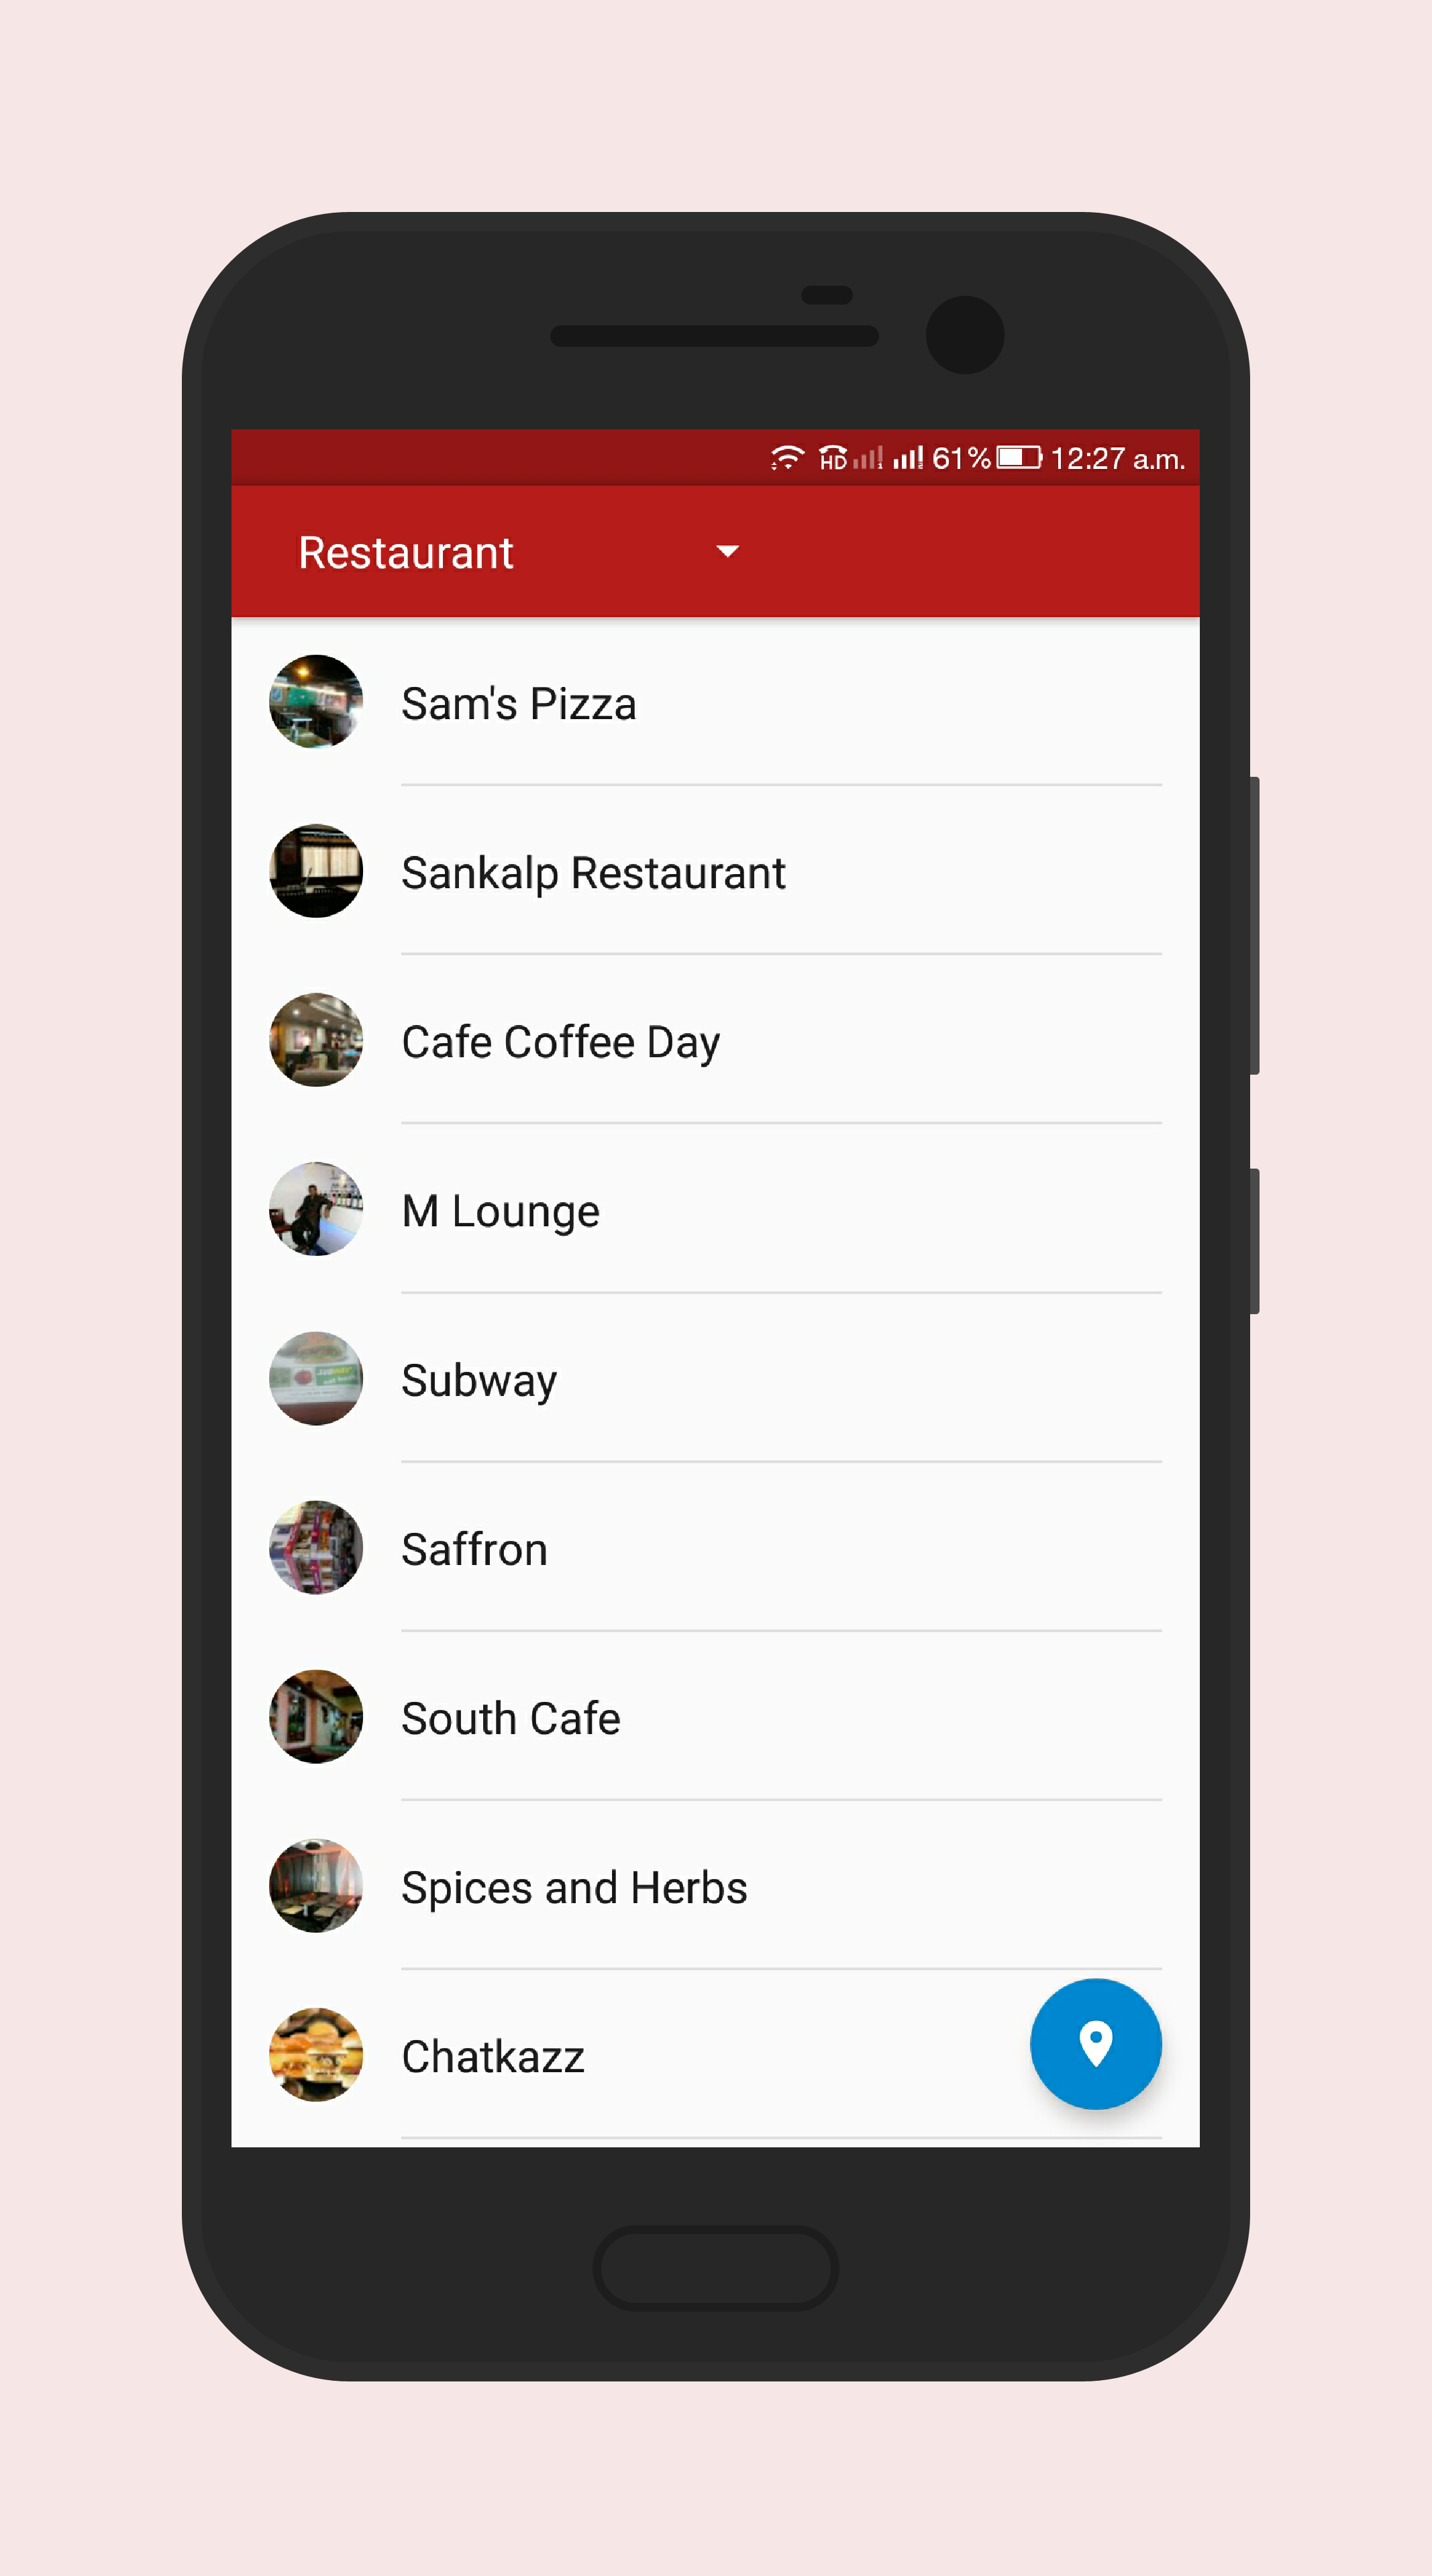 HD 61% 12:27 a.m.
Restaurant
Sam's Pizza
Sankalp Restaurant
Cafe Coffee Day
M Lounge
Subway
Saffron
South Cafe
Spices and Herbs
Chatkazz